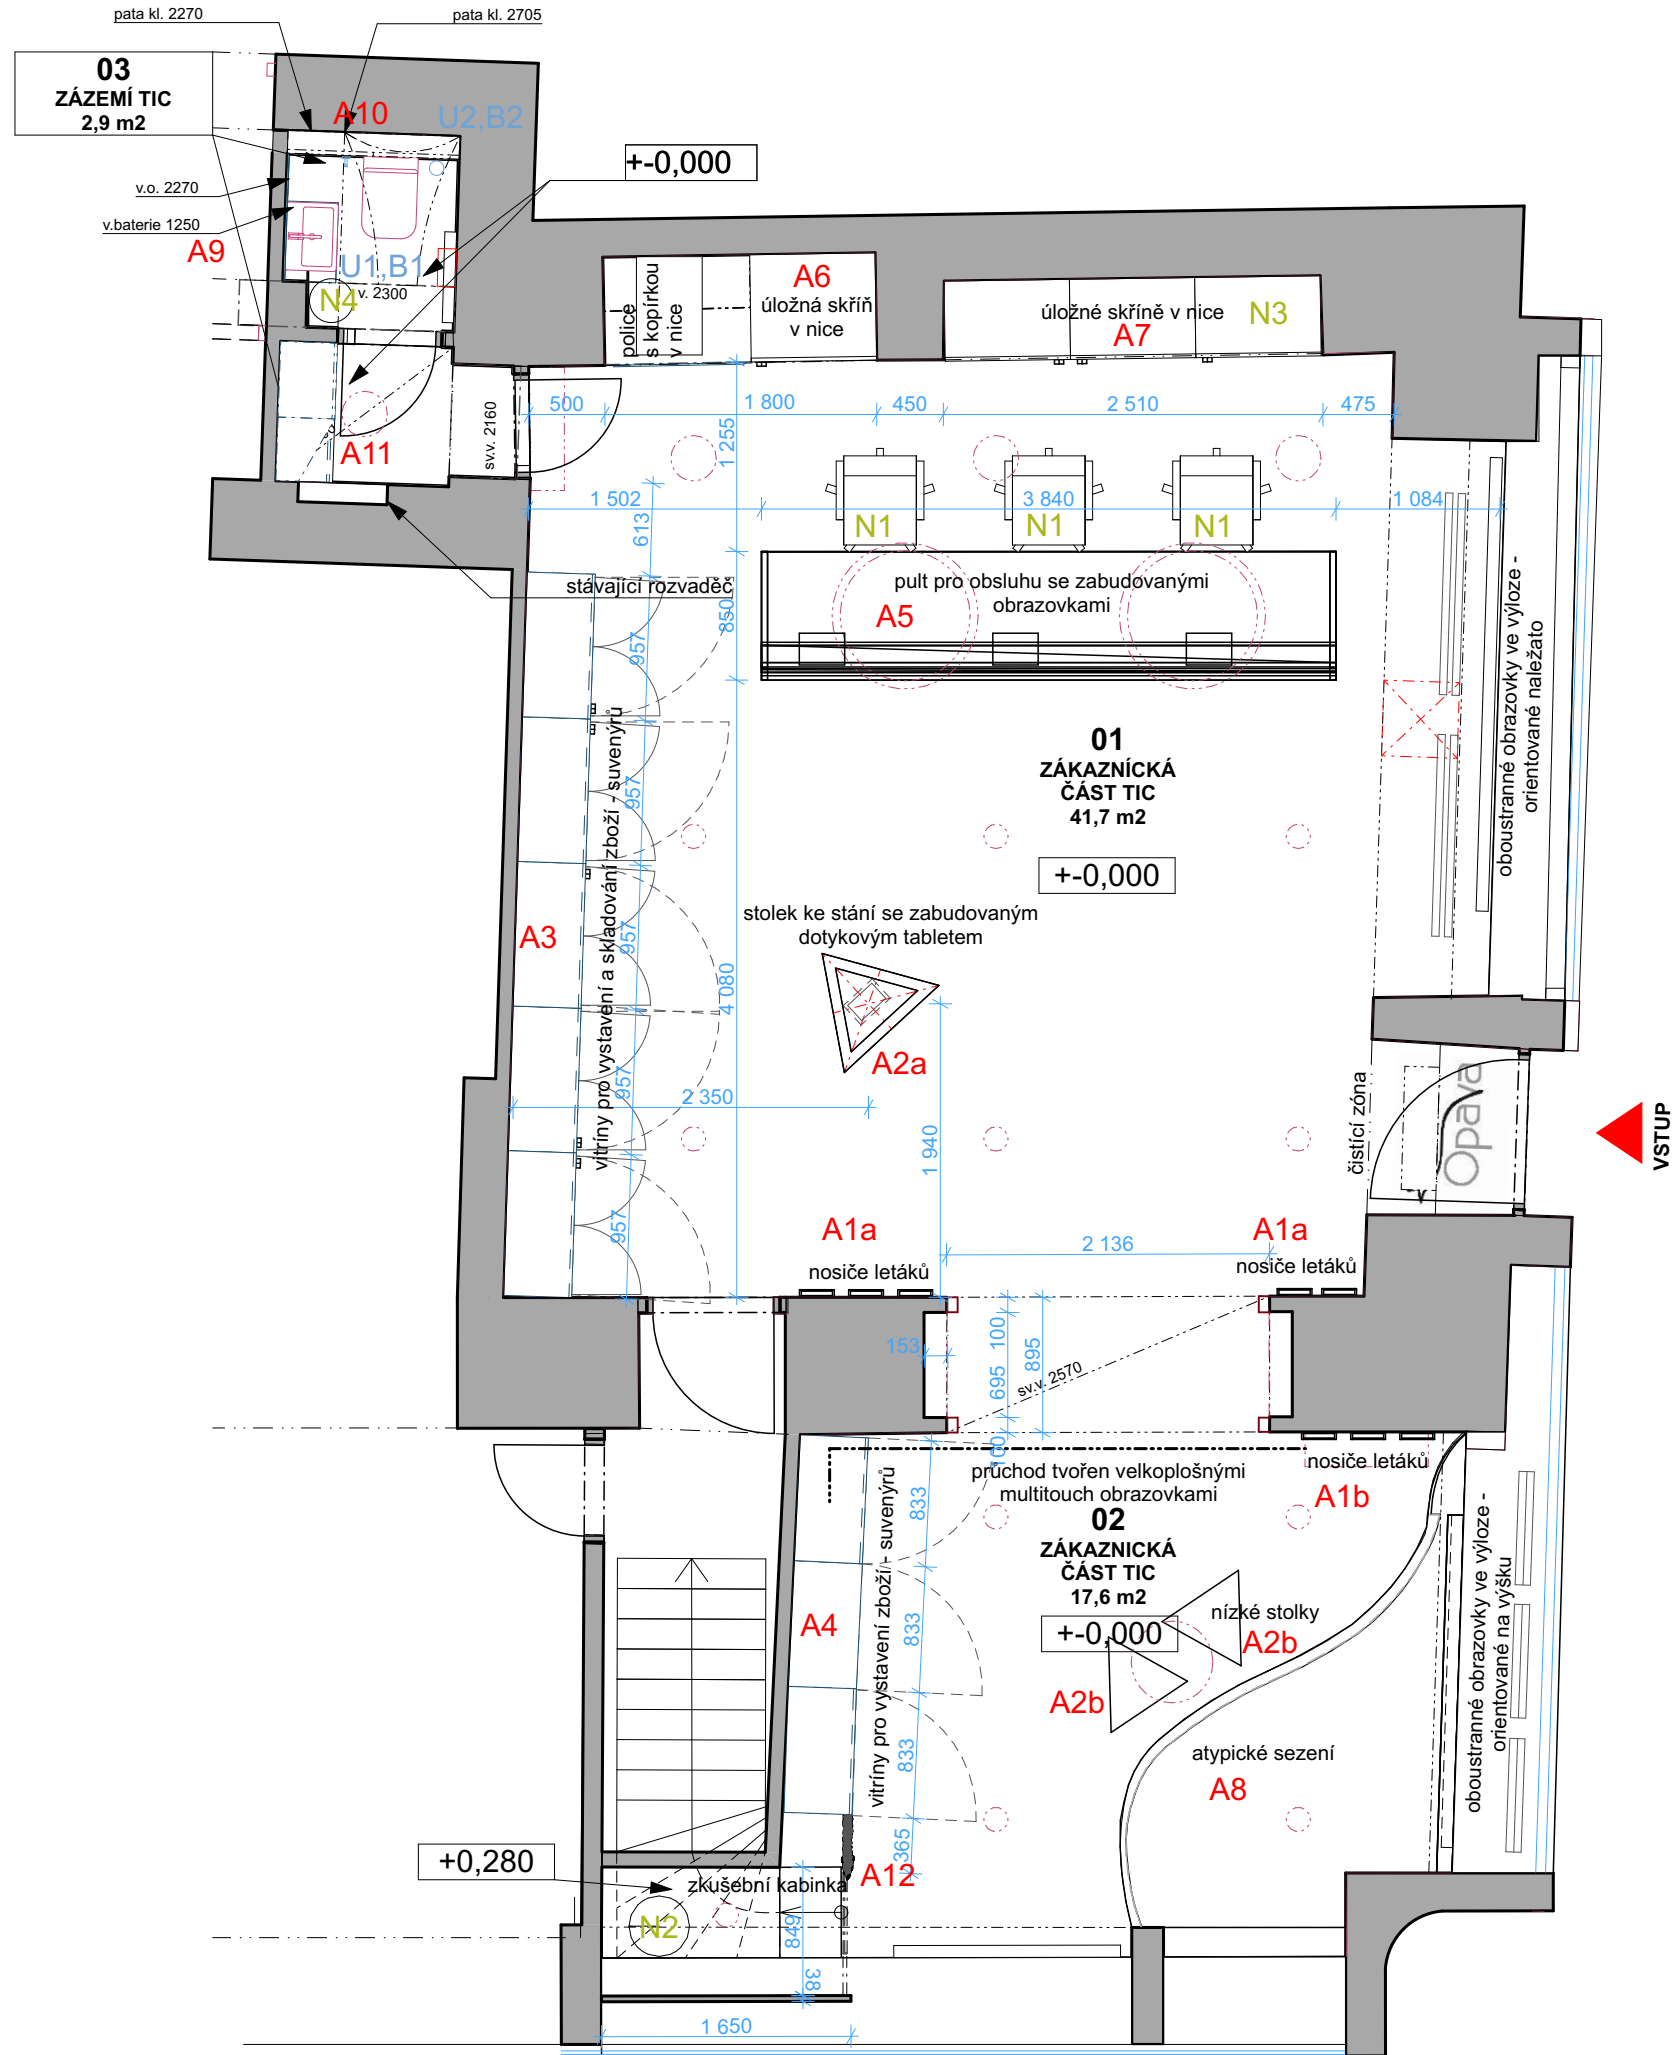 pata kl. 2270
pata kl. 2705
03
ZÁZEMÍ TIC
2,9 m2
A10
U2,B2
+-0,000
v.o. 2270
v.baterie 1250
A9
U1,B1
N4
v. 2300
A11
sv.v. 2160
police
s kopírkou
v nice
A6
úložná skříň
v nice
úložné skříně v nice
A7
N3
500
1 800
450
2 510
475
1 255
1 502
3 840
1 084
613
N1
N1
N1
stávající rozvaděč
850
pult pro obsluhu se zabudovanými
obrazovkami
A5
957
957
957
957
957
vitríny pro vystavení a skladování zboží - suvenýrů
A3
4 080
01
ZÁKAZNÍCKÁ
ČÁST TIC
41,7 m2
+-0,000
oboustranné obrazovky ve výloze -
orientované naležato
stolek ke stání se zabudovaným
dotykovým tabletem
A2a
2 350
1 940
čistící zóna
Opava
VSTUP
A1a
nosiče letáků
2 136
A1a
nosiče letáků
153
100
695
895
100
sv.v. 2570
průchod tvořen velkoplošnými
multitouch obrazovkami
nosiče letáků
A1b
02
ZÁKAZNICKÁ
ČÁST TIC
17,6 m2
+-0,000
833
833
833
365
vitríny pro vystavení zboží - suvenýrů
A4
nízké stolky
A2b
A2b
atypické sezení
A8
oboustranné obrazovky ve výloze -
orientované na výšku
+0,280
zkušební kabinka
A12
N2
849
38
1 650